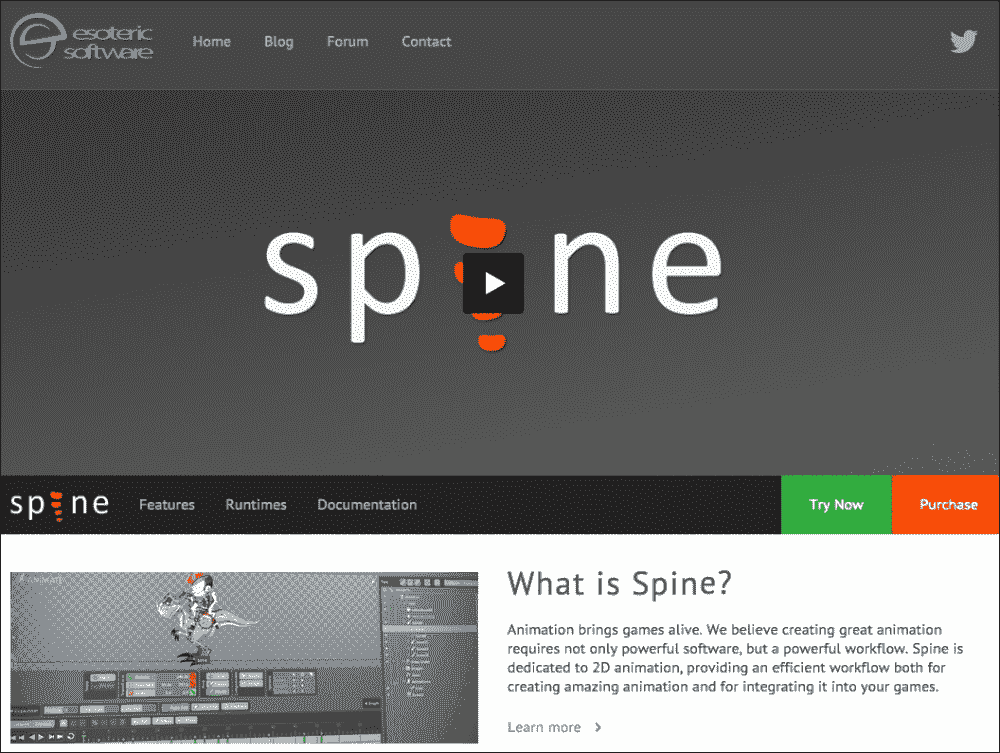 esoteric
software
Home Blog Forum Contact
spine
spine Features Runtimes Documentation Try Now Purchase
ANIMATE
What is Spine?
Animation brings games alive. We believe creating great animation
requires not only powerful software, but a powerful workflow. Spine is
dedicated to 2D animation, providing an efficient workflow both for
creating amazing animation and for integrating it into your games.
Learn more